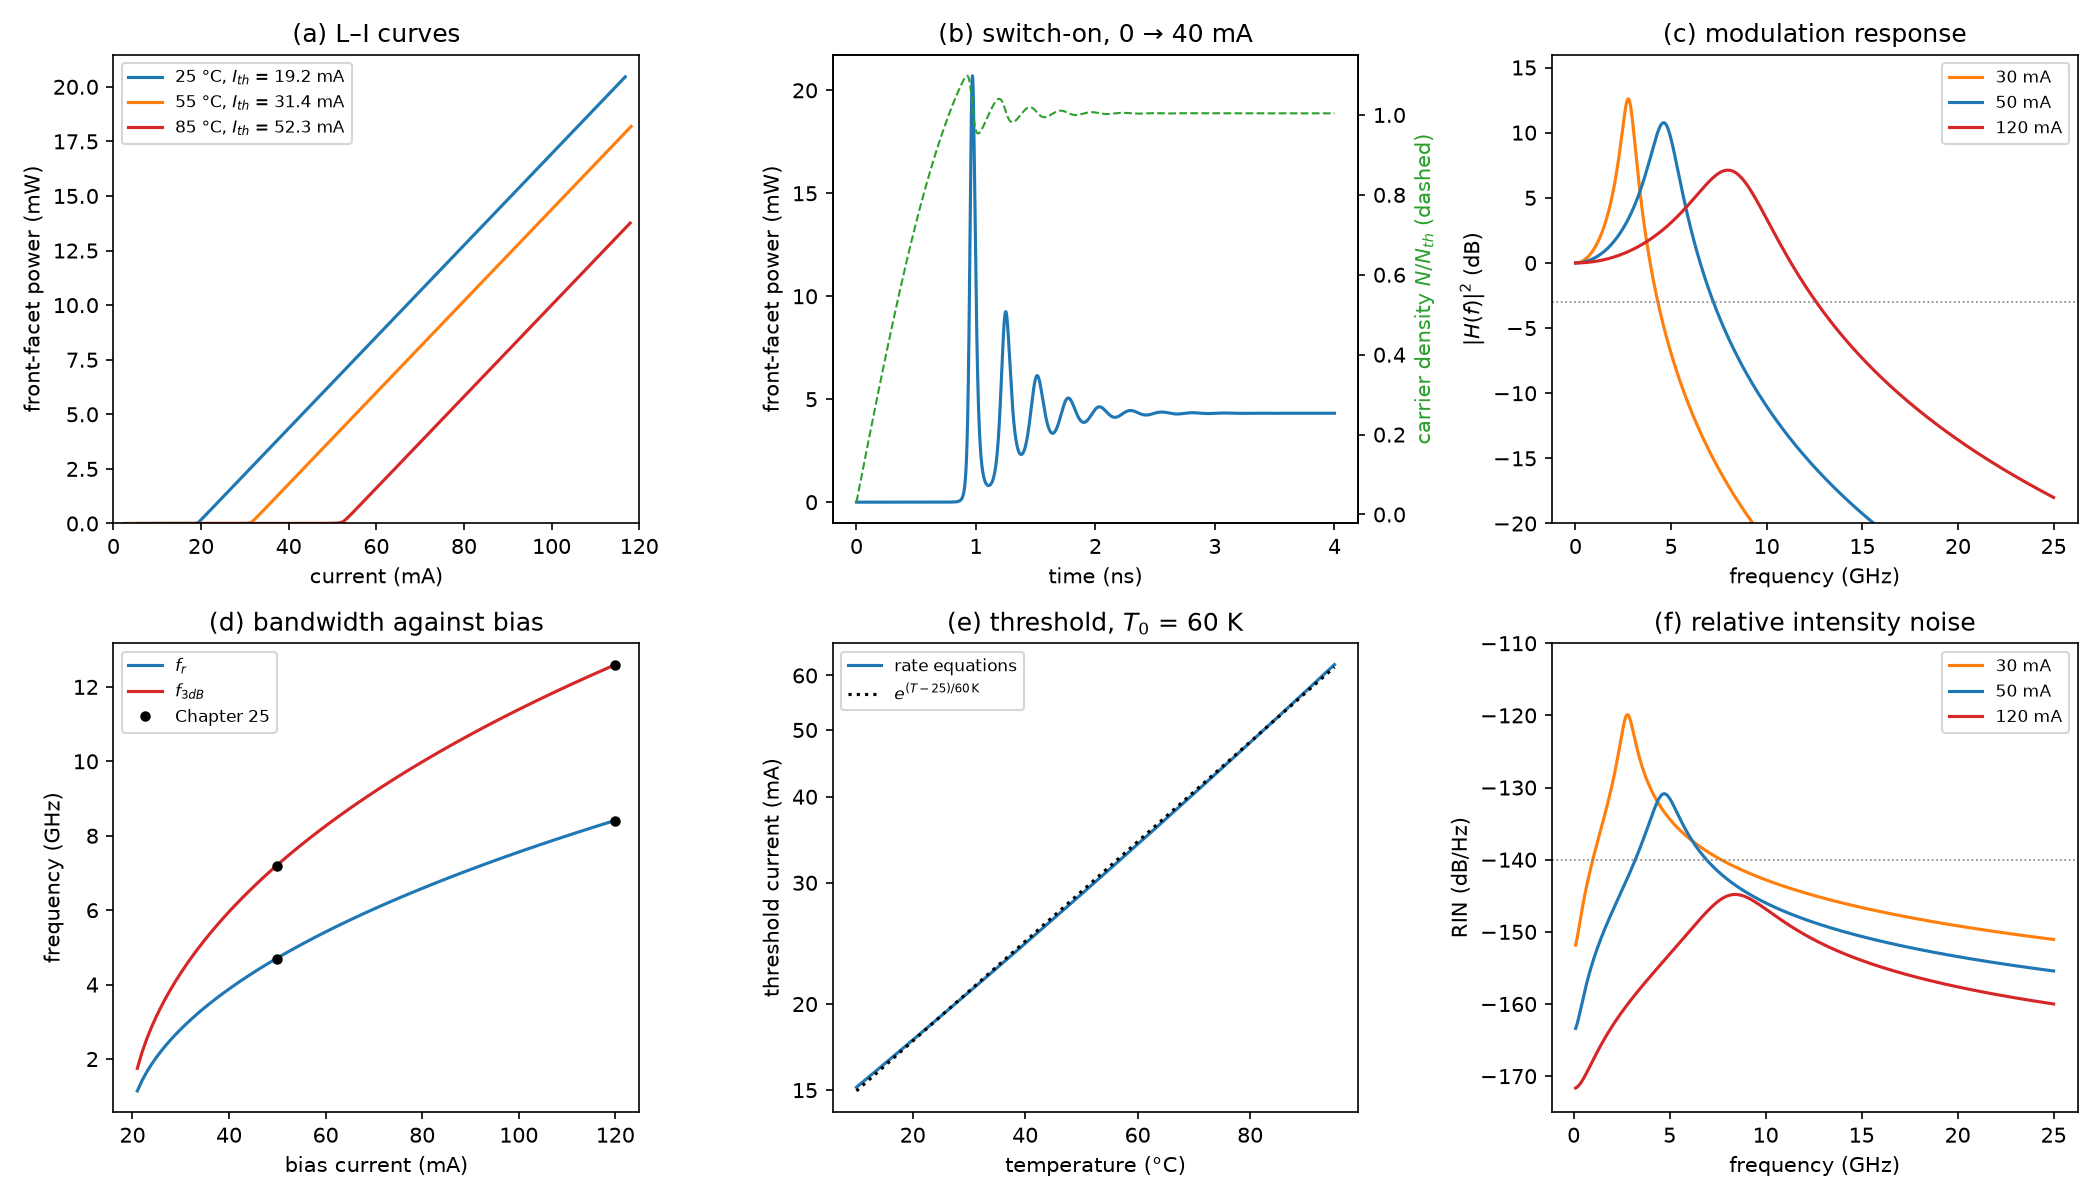 (a) L–I curves
25 °C, I_th = 19.2 mA
55 °C, I_th = 31.4 mA
85 °C, I_th = 52.3 mA
front-facet power (mW)
20.0
17.5
15.0
12.5
10.0
7.5
5.0
2.5
0.0
0 20 40 60 80 100 120
current (mA)
(b) switch-on, 0 → 40 mA
front-facet power (mW)
20
15
10
5
0
1.0
0.8
0.6
0.4
0.2
0.0
carrier density N/N_th (dashed)
0 1 2 3 4
time (ns)
(c) modulation response
30 mA
50 mA
120 mA
|H(f)|² (dB)
15
10
5
0
−5
−10
−15
−20
0 5 10 15 20 25
frequency (GHz)
(d) bandwidth against bias
f_r
f_3dB
Chapter 25
frequency (GHz)
12
10
8
6
4
2
20 40 60 80 100 120
bias current (mA)
(e) threshold, T₀ = 60 K
rate equations
e^(T−25)/60 K
threshold current (mA)
60
50
40
30
20
15
20 40 60 80
temperature (°C)
(f) relative intensity noise
30 mA
50 mA
120 mA
RIN (dB/Hz)
−110
−120
−130
−140
−150
−160
−170
0 5 10 15 20 25
frequency (GHz)